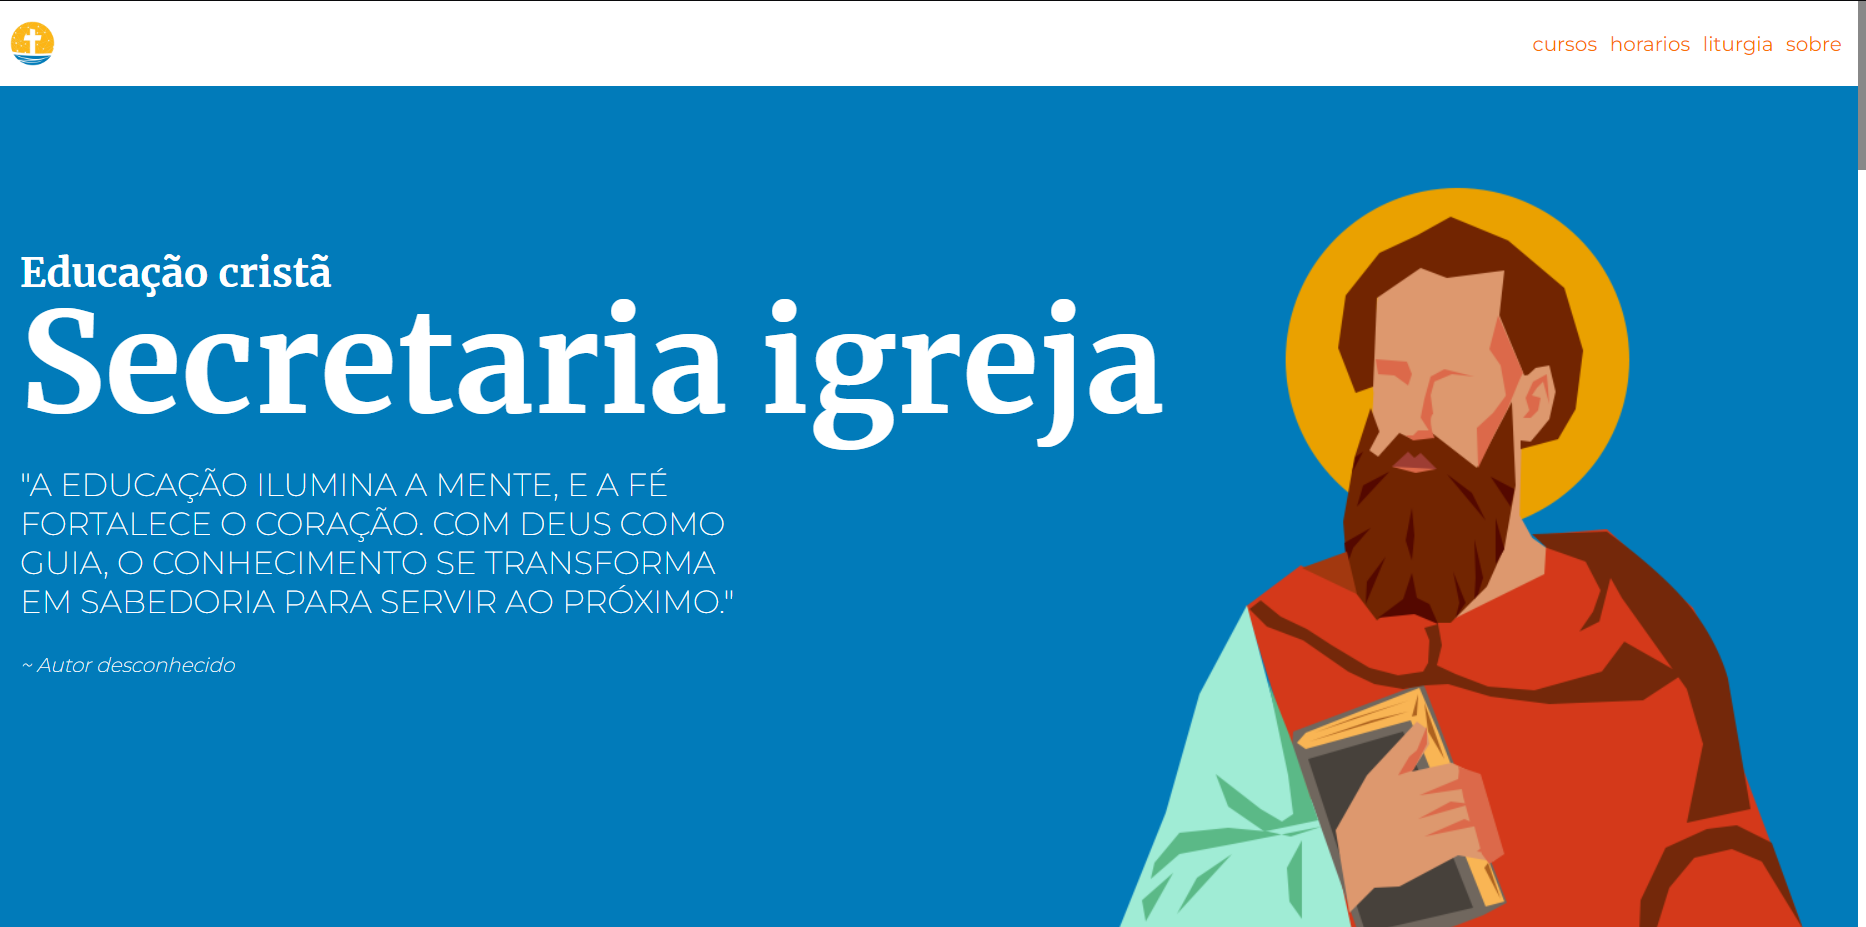 cursos horarios liturgia sobre
Educação cristã
Secretaria igreja
"A EDUCAÇÃO ILUMINA A MENTE, E A FÉ
FORTALECE O CORAÇÃO. COM DEUS COMO
GUIA, O CONHECIMENTO SE TRANSFORMA
EM SABEDORIA PARA SERVIR AO PRÓXIMO."
~ Autor desconhecido